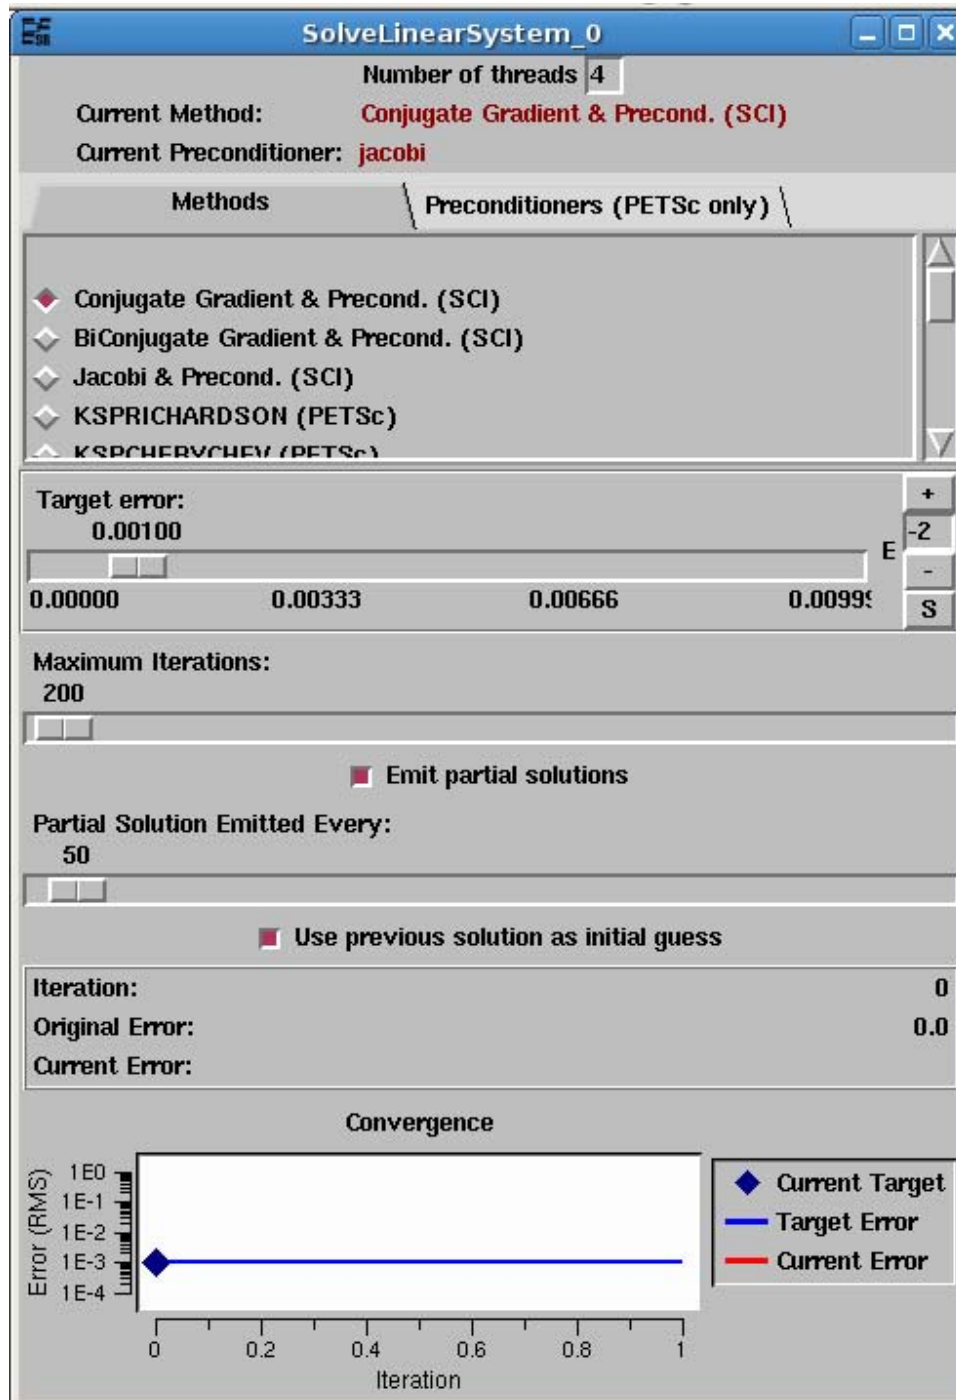 SolveLinearSystem_0
Number of threads 4
Current Method: Conjugate Gradient & Precond. (SCI)
Current Preconditioner: jacobi
Methods Preconditioners (PETSc only)
Conjugate Gradient & Precond. (SCI)
BiConjugate Gradient & Precond. (SCI)
Jacobi & Precond. (SCI)
KSPRICHARDSON (PETSc)
KSPCHEBYCHEV (PETSc)
Target error:
+
0.00100
E -2
-
0.00000 0.00333 0.00666 0.00999
S
Maximum Iterations:
200
Emit partial solutions
Partial Solution Emitted Every:
50
Use previous solution as initial guess
Iteration: 0
Original Error: 0.0
Current Error:
Convergence
Error (RMS)
1E0
1E-1
1E-2
1E-3
1E-4
0 0.2 0.4 0.6 0.8 1
Iteration
Current Target
Target Error
Current Error